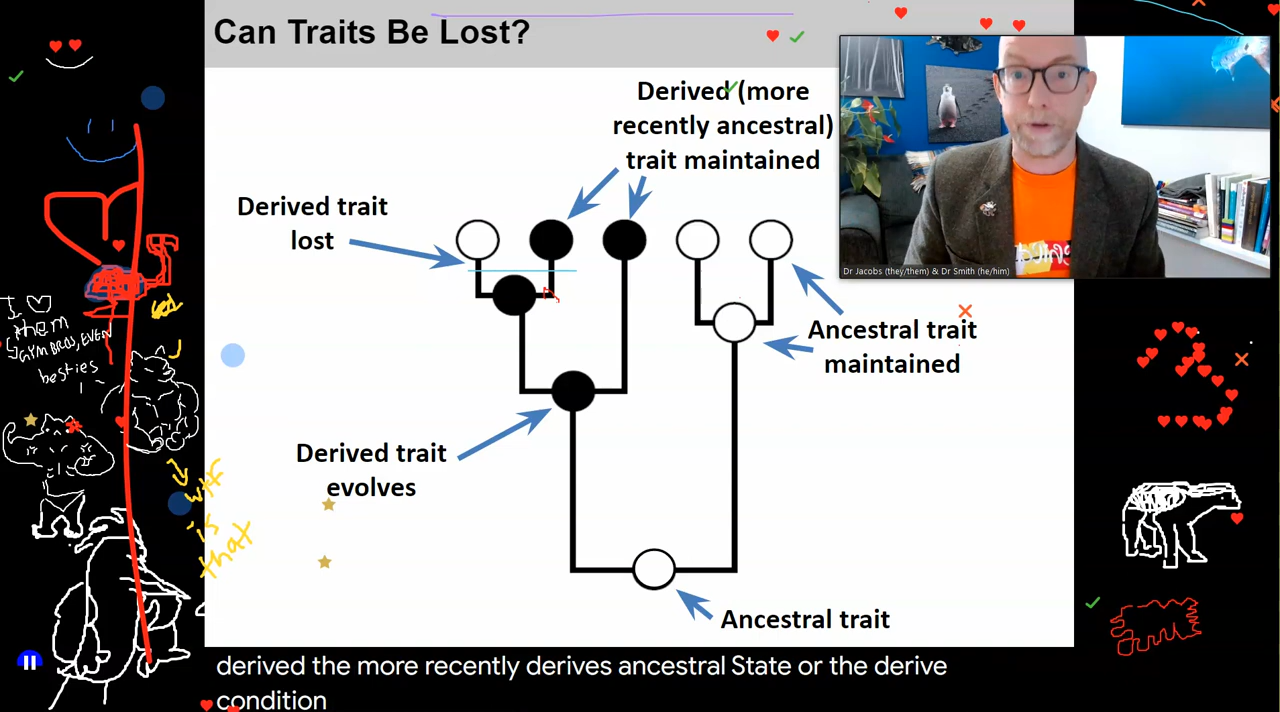 Can Traits Be Lost?
Derived (more
recently ancestral)
trait maintained
Derived trait
lost
Dr Jacobs (they/them) & Dr Smith (he/him)
Ancestral trait
maintained
Derived trait
evolves
Ancestral trait
I
them
GYM BROS, EVEN
besties
wtf
is
that
derived the more recently derives ancestral State or the derive
condition